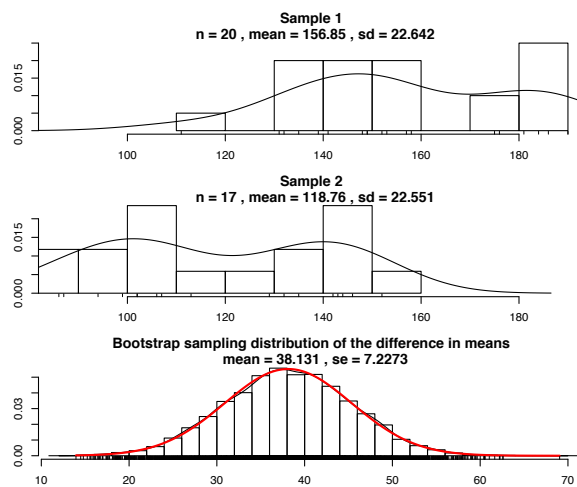 Sample 1
n = 20 , mean = 156.85 , sd = 22.642
0.015
0.000
100 120 140 160 180
Sample 2
n = 17 , mean = 118.76 , sd = 22.551
0.015
0.000
100 120 140 160 180
Bootstrap sampling distribution of the difference in means
mean = 38.131 , se = 7.2273
0.03
0.00
10 20 30 40 50 60 70